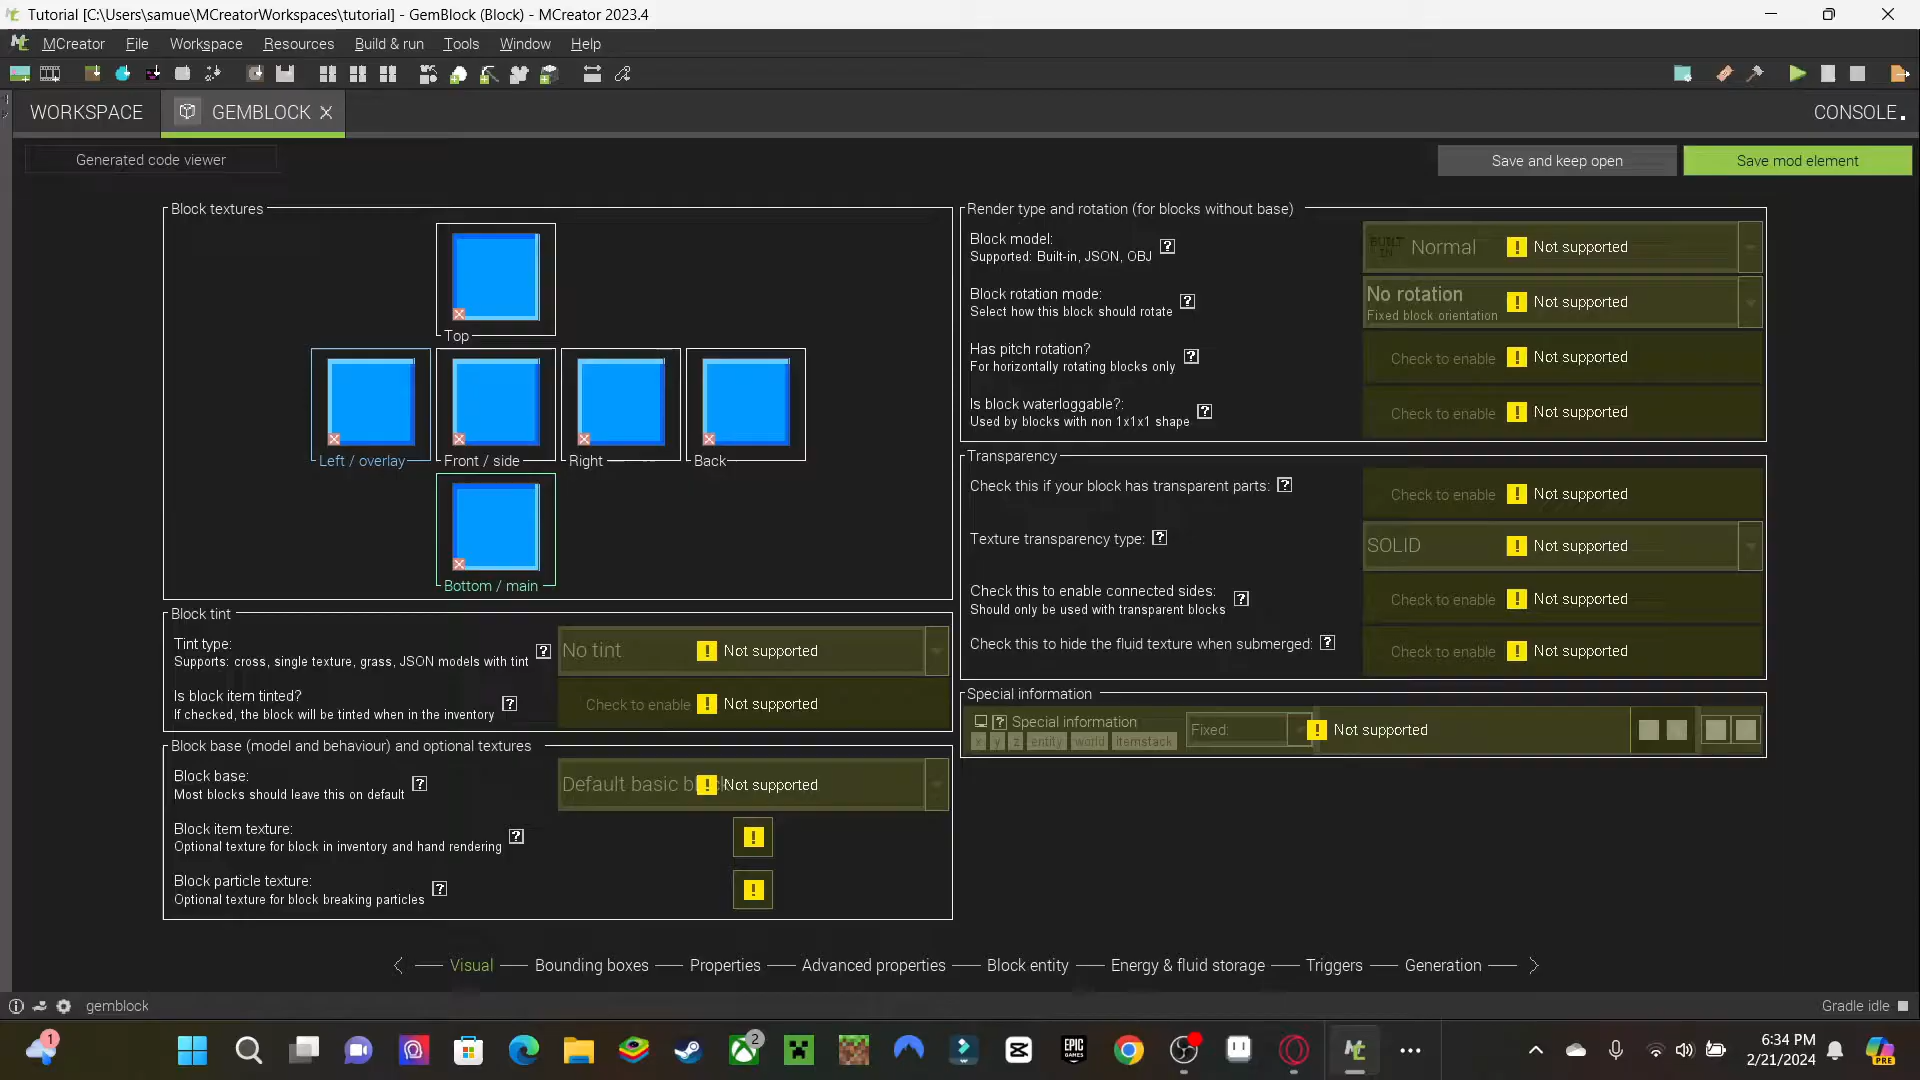 Tutorial [C:\Users\samue\MCreatorWorkspaces\tutorial] - GemBlock (Block) - MCreator 2023.4
MCreator File Workspace Resources Build & run Tools Window Help
WORKSPACE GEMBLOCK CONSOLE
Generated code viewer Save and keep open Save mod element
Block textures
Top
Left / overlay Front / side Right Back
Bottom / main
Block tint
Tint type:
Supports: cross, single texture, grass, JSON models with tint
No tint ! Not supported
Is block item tinted?
If checked, the block will be tinted when in the inventory
Check to enable ! Not supported
Block base (model and behaviour) and optional textures
Block base:
Most blocks should leave this on default
Default basic ! Not supported
Block item texture:
Optional texture for block in inventory and hand rendering
!
Block particle texture:
Optional texture for block breaking particles
!
Render type and rotation (for blocks without base)
Block model:
Supported: Built-in, JSON, OBJ
BUILT IN Normal ! Not supported
Block rotation mode:
Select how this block should rotate
No rotation
Fixed block orientation
! Not supported
Has pitch rotation?
For horizontally rotating blocks only
Check to enable ! Not supported
Is block waterloggable?:
Used by blocks with non 1x1x1 shape
Check to enable ! Not supported
Transparency
Check this if your block has transparent parts:
Check to enable ! Not supported
Texture transparency type:
SOLID ! Not supported
Check this to enable connected sides:
Should only be used with transparent blocks
Check to enable ! Not supported
Check this to hide the fluid texture when submerged:
Check to enable ! Not supported
Special information
Special information
x y z entity world itemstack
Fixed: ! Not supported
Visual Bounding boxes Properties Advanced properties Block entity Energy & fluid storage Triggers Generation
gemblock Gradle idle
1
2
EPIC GAMES
PRE
6:34 PM
2/21/2024